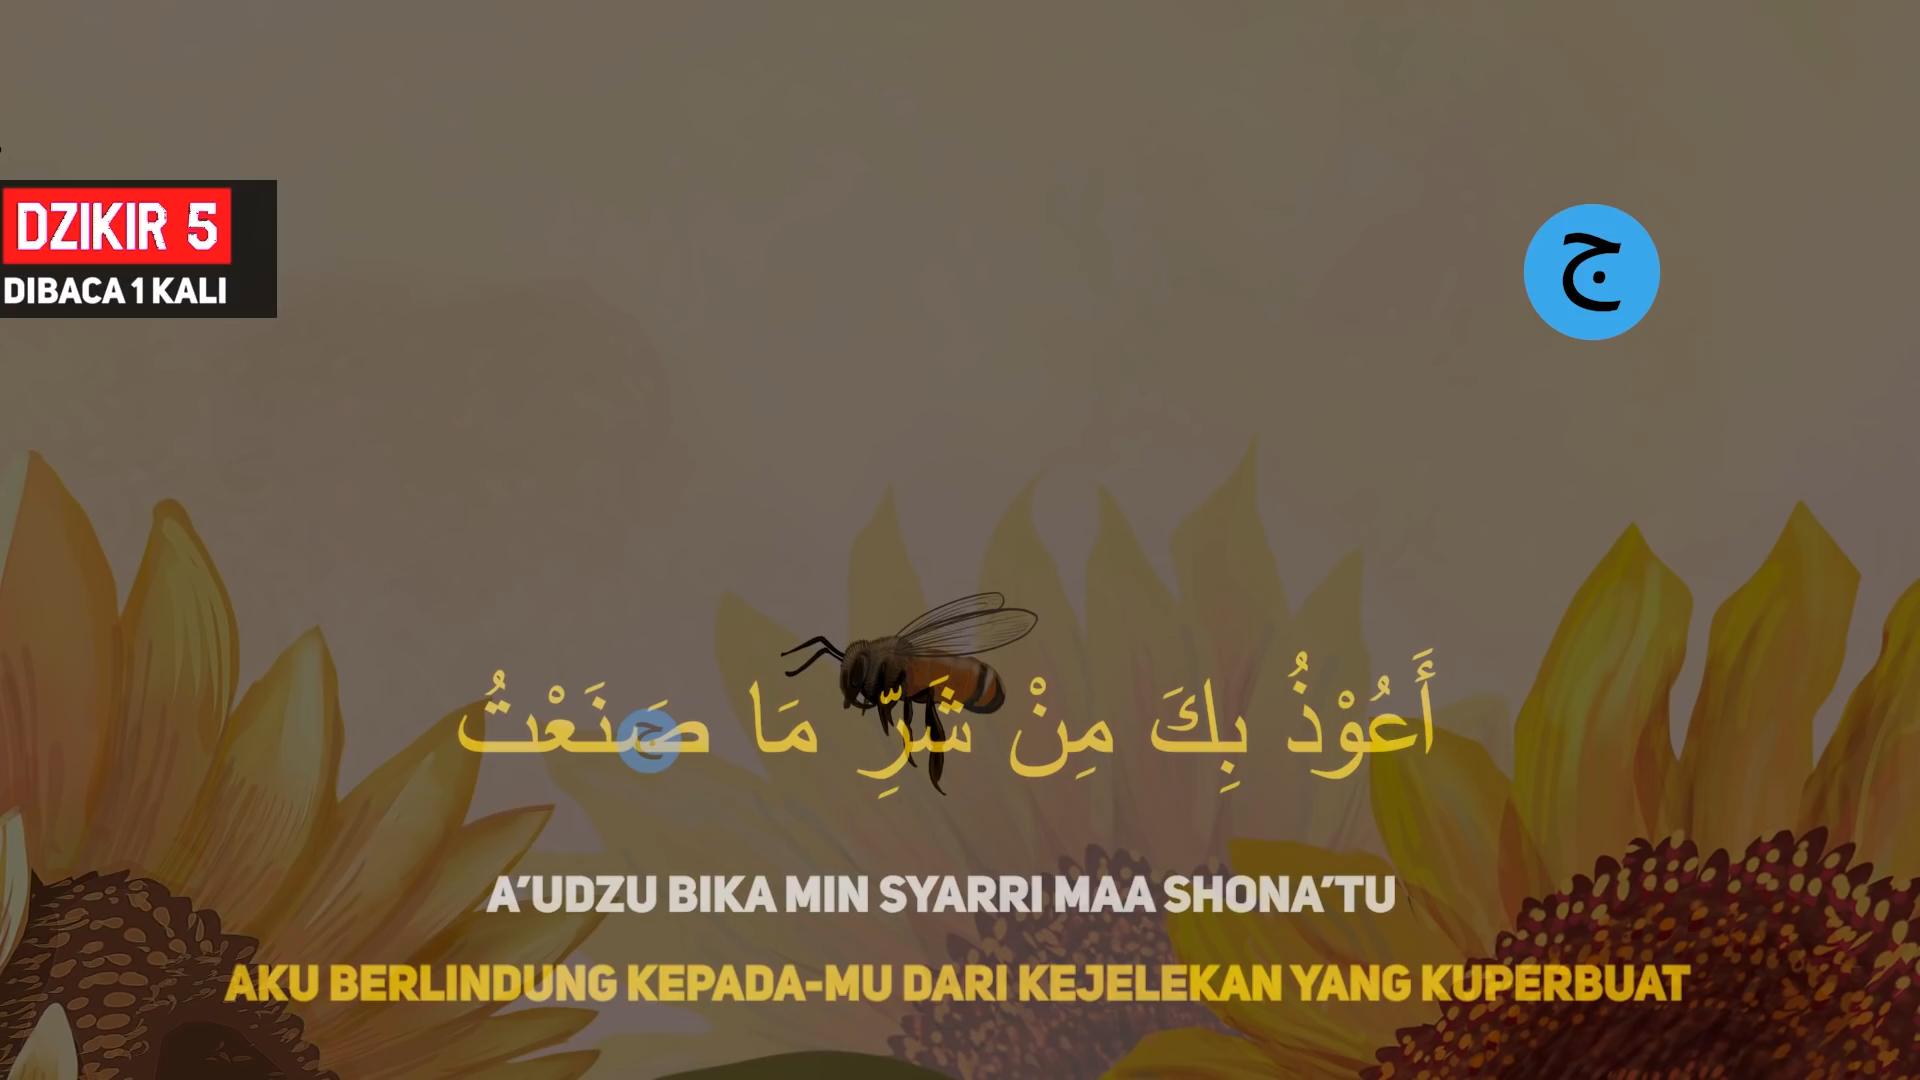 DZIKIR 5
DIBACA 1 KALI
ج
أَعُوْذُ بِكَ مِنْ شَرِّ مَا صَنَعْتُ
ج
A'UDZU BIKA MIN SYARRI MAA SHONA'TU
AKU BERLINDUNG KEPADA-MU DARI KEJELEKAN YANG KUPERBUAT